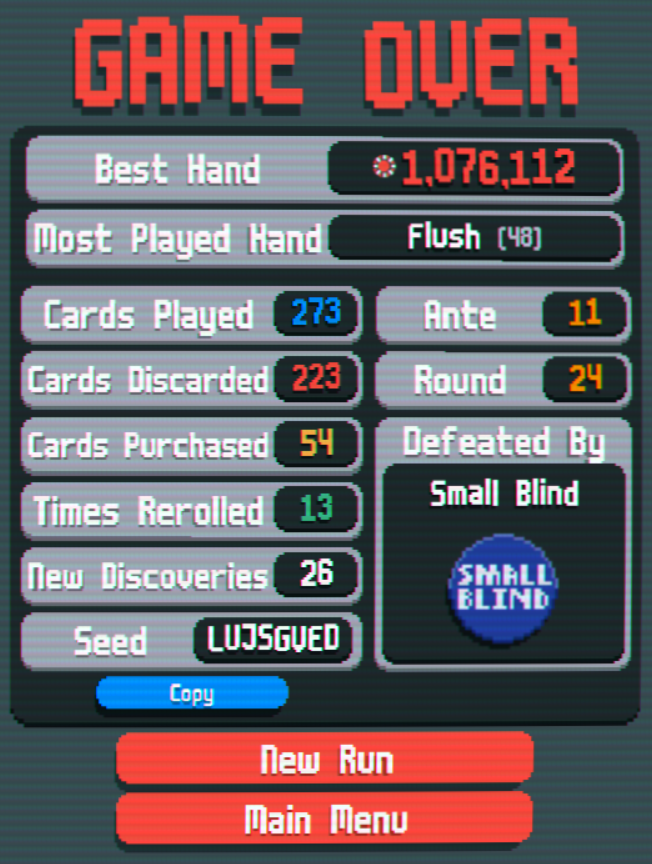 GAME OVER
Best Hand 1,076,112
Most Played Hand Flush [48]
Cards Played 273
Ante 11
Cards Discarded 223
Round 24
Cards Purchased 54
Defeated By
Small Blind
SMALL
BLIND
Times Rerolled 13
New Discoveries 26
Seed LUJSGVED
Copy
New Run
Main Menu